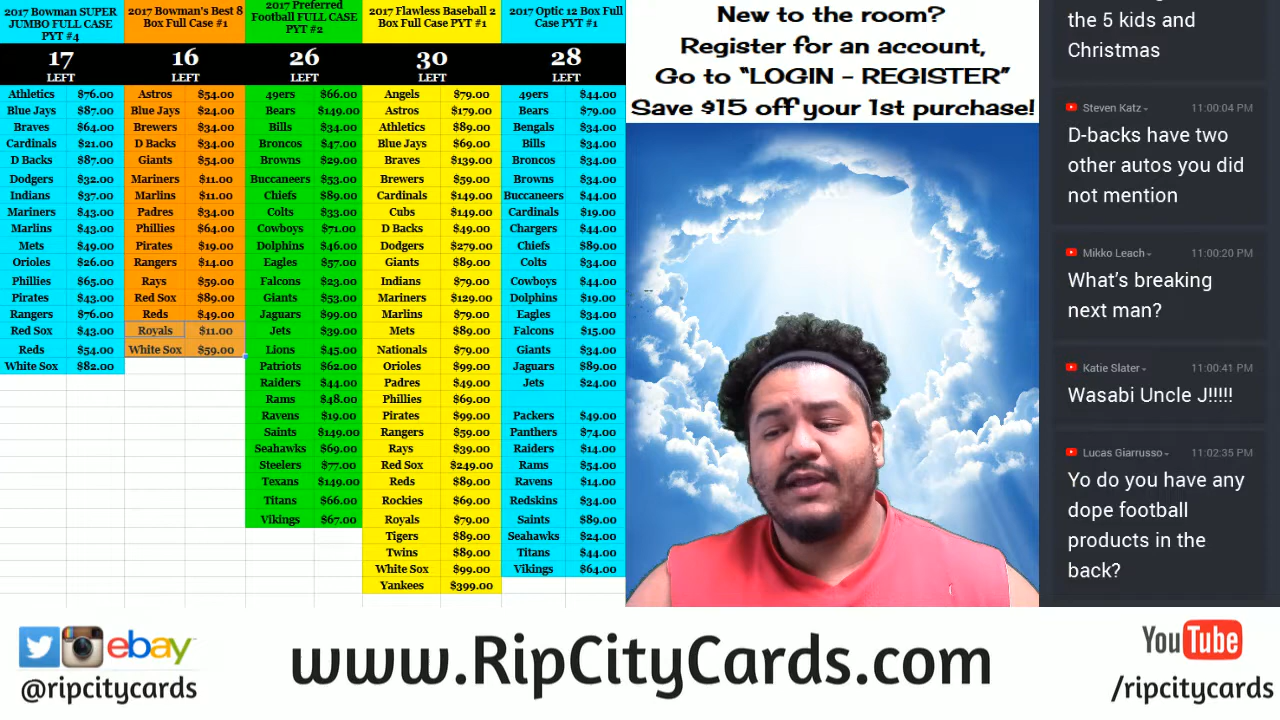 2017 Bowman SUPER JUMBO FULL CASE PYT #4
17
LEFT
Athletics $76.00
Blue Jays $87.00
Braves $64.00
Cardinals $21.00
D Backs $87.00
Dodgers $32.00
Indians $37.00
Mariners $43.00
Marlins $43.00
Mets $49.00
Orioles $26.00
Phillies $65.00
Pirates $43.00
Rangers $76.00
Red Sox $43.00
Reds $54.00
White Sox $82.00
2017 Bowman's Best 8 Box Full Case #1
16
LEFT
Astros $54.00
Blue Jays $24.00
Brewers $34.00
D Backs $34.00
Giants $54.00
Mariners $11.00
Marlins $11.00
Padres $34.00
Phillies $64.00
Pirates $19.00
Rangers $14.00
Rays $59.00
Red Sox $89.00
Reds $49.00
Royals $11.00
White Sox $59.00
2017 Preferred Football FULL CASE PYT #2
26
LEFT
49ers $66.00
Bears $149.00
Bills $34.00
Broncos $47.00
Browns $29.00
Buccaneers $53.00
Chiefs $89.00
Colts $33.00
Cowboys $71.00
Dolphins $46.00
Eagles $57.00
Falcons $23.00
Giants $53.00
Jaguars $99.00
Jets $39.00
Lions $45.00
Patriots $62.00
Raiders $44.00
Rams $48.00
Ravens $19.00
Saints $149.00
Seahawks $69.00
Steelers $77.00
Texans $149.00
Titans $66.00
Vikings $67.00
2017 Flawless Baseball 2 Box Full Case PYT #1
30
LEFT
Angels $79.00
Astros $179.00
Athletics $89.00
Blue Jays $69.00
Braves $139.00
Brewers $59.00
Cardinals $149.00
Cubs $149.00
D Backs $49.00
Dodgers $279.00
Giants $89.00
Indians $79.00
Mariners $129.00
Marlins $79.00
Mets $89.00
Nationals $79.00
Orioles $99.00
Padres $49.00
Phillies $69.00
Pirates $99.00
Rangers $59.00
Rays $39.00
Red Sox $249.00
Reds $89.00
Rockies $69.00
Royals $79.00
Tigers $89.00
Twins $89.00
White Sox $99.00
Yankees $399.00
2017 Optic 12 Box Full Case PYT #1
28
LEFT
49ers $44.00
Bears $79.00
Bengals $34.00
Bills $34.00
Broncos $34.00
Browns $34.00
Buccaneers $44.00
Cardinals $19.00
Chargers $44.00
Chiefs $89.00
Colts $34.00
Cowboys $44.00
Dolphins $19.00
Eagles $34.00
Falcons $15.00
Giants $34.00
Jaguars $89.00
Jets $24.00
Packers $49.00
Panthers $74.00
Raiders $14.00
Rams $54.00
Ravens $14.00
Redskins $34.00
Saints $89.00
Seahawks $24.00
Titans $44.00
Vikings $64.00
New to the room?
Register for an account,
Go to “LOGIN - REGISTER”
Save $15 off your 1st purchase!
the 5 kids and
Christmas
Steven Katz 11:00:04 PM
D-backs have two
other autos you did
not mention
Mikko Leach 11:00:20 PM
What's breaking
next man?
Katie Slater 11:00:41 PM
Wasabi Uncle J!!!!!
Lucas Giarrusso 11:02:35 PM
Yo do you have any
dope football
products in the
back?
ebay
@ripcitycards
www.RipCityCards.com
YouTube
/ripcitycards